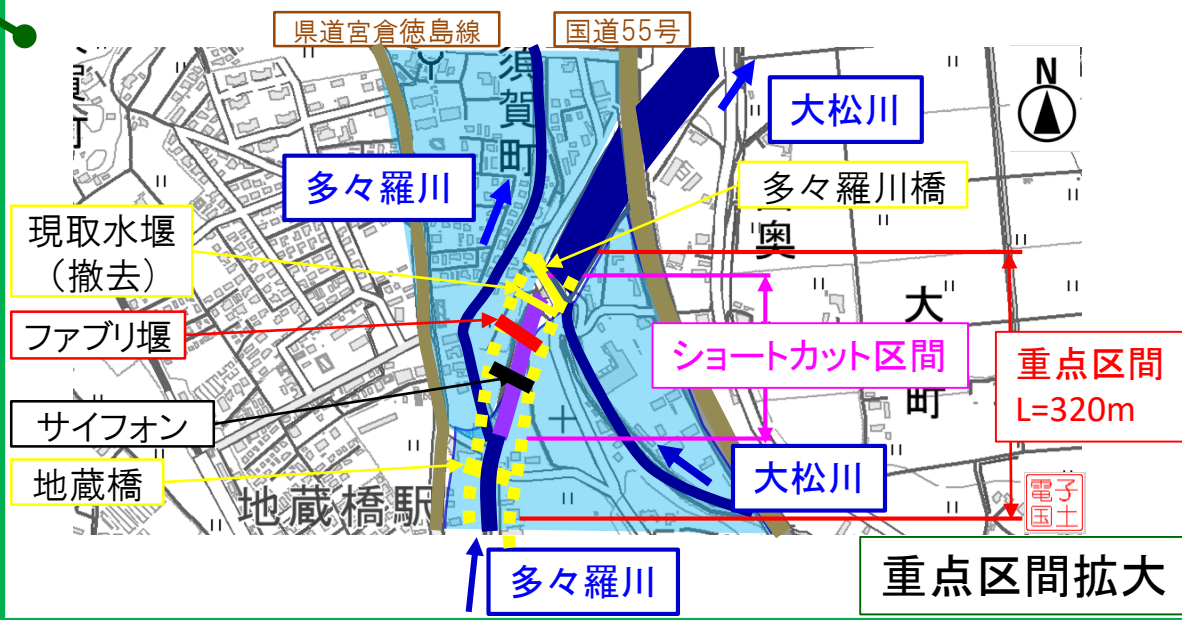 県道宮倉徳島線
国道55号
須
賀
町
賀
町
N
大松川
多々羅川
多々羅川橋
現取水堰
(撤去)
奥
大
ファブリ堰
ショートカット区間
重点区間
L=320m
町
サイフォン
地蔵橋
大松川
地蔵橋駅
電子
国土
多々羅川
重点区間拡大